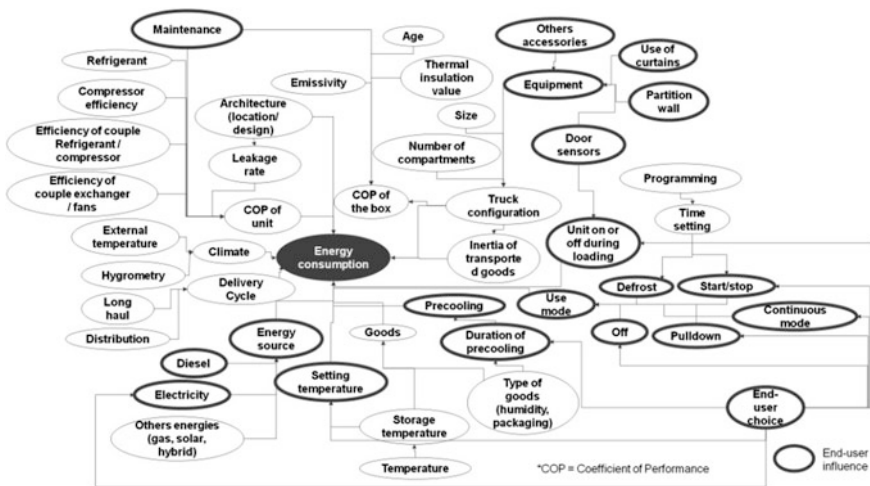 Maintenance
Others
accessories
Age
Use of
curtains
Refrigerant
Thermal
insulation
value
Emissivity
Equipment
Compressor
efficiency
Architecture
(location/
design)
Partition
wall
Size
Efficiency of couple
Refrigerant /
compressor
Number of
compartments
Door
sensors
Leakage
rate
Programming
Efficiency of
couple exchanger
/ fans
COP of
unit
COP of
the box
Truck
configuration
Time
setting
External
temperature
Unit on or
off during
loading
Climate
Energy
consumption
Inertia of
transporte
d goods
Hygrometry
Delivery
Cycle
Defrost
Start/stop
Long
haul
Precooling
Use
mode
Continuous
mode
Distribution
Energy
source
Goods
Duration of
precooling
Off
Pulldown
Diesel
Setting
temperature
Electricity
Type of
goods
(humidity,
packaging)
End-
user
choice
Others energies
(gas, solar,
hybrid)
Storage
temperature
Temperature
*COP = Coefficient of Performance
End-user
influence